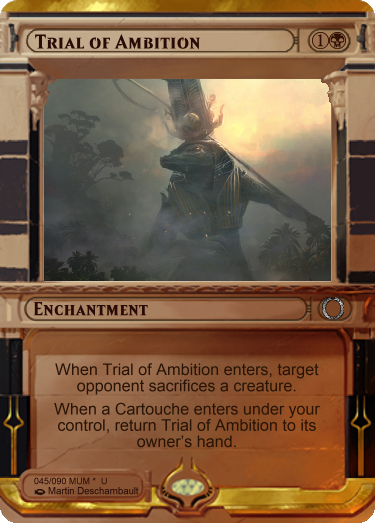 Trial of Ambition
1
Enchantment
When Trial of Ambition enters, target
opponent sacrifices a creature.
When a Cartouche enters under your
control, return Trial of Ambition to its
owner's hand.
045/090 MUM * U
Martin Deschambault